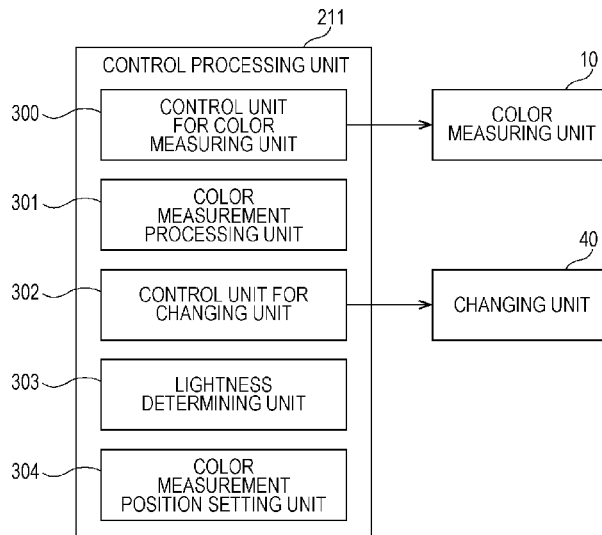 211
CONTROL PROCESSING UNIT
300
CONTROL UNIT
FOR COLOR
MEASURING UNIT
10
COLOR
MEASURING UNIT
301
COLOR
MEASUREMENT
PROCESSING UNIT
302
CONTROL UNIT FOR
CHANGING UNIT
40
CHANGING UNIT
303
LIGHTNESS
DETERMINING UNIT
304
COLOR
MEASUREMENT
POSITION SETTING UNIT